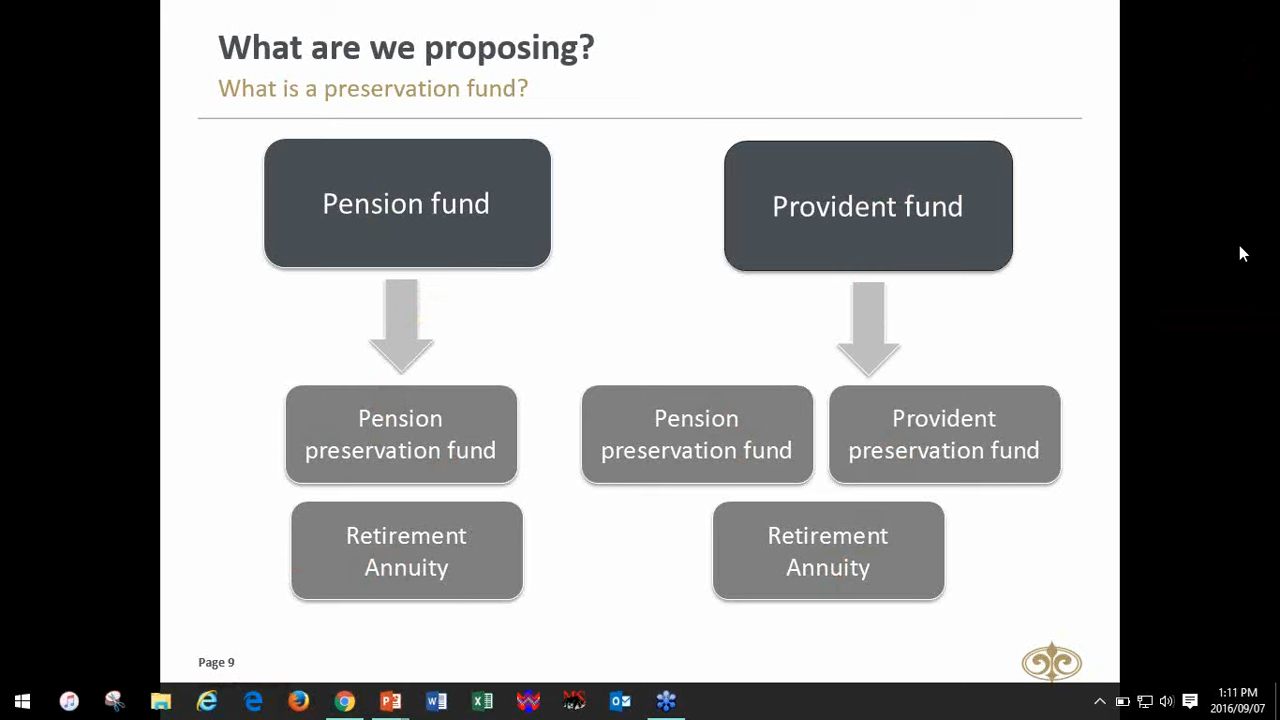 What are we proposing?
What is a preservation fund?
Pension fund
Provident fund
Pension
preservation fund
Pension
preservation fund
Provident
preservation fund
Retirement
Annuity
Retirement
Annuity
Page 9
1:11 PM
2016/09/07